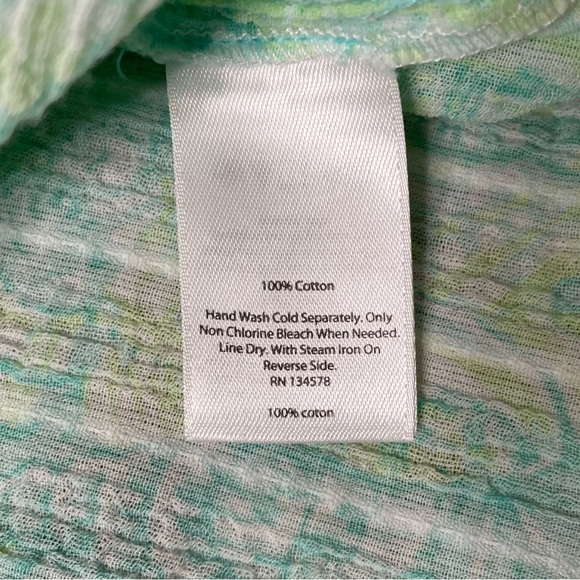 100% Cotton
Hand Wash Cold Separately. Only
Non Chlorine Bleach When Needed.
Line Dry. With Steam Iron On
Reverse Side.
RN 134578
100% coton